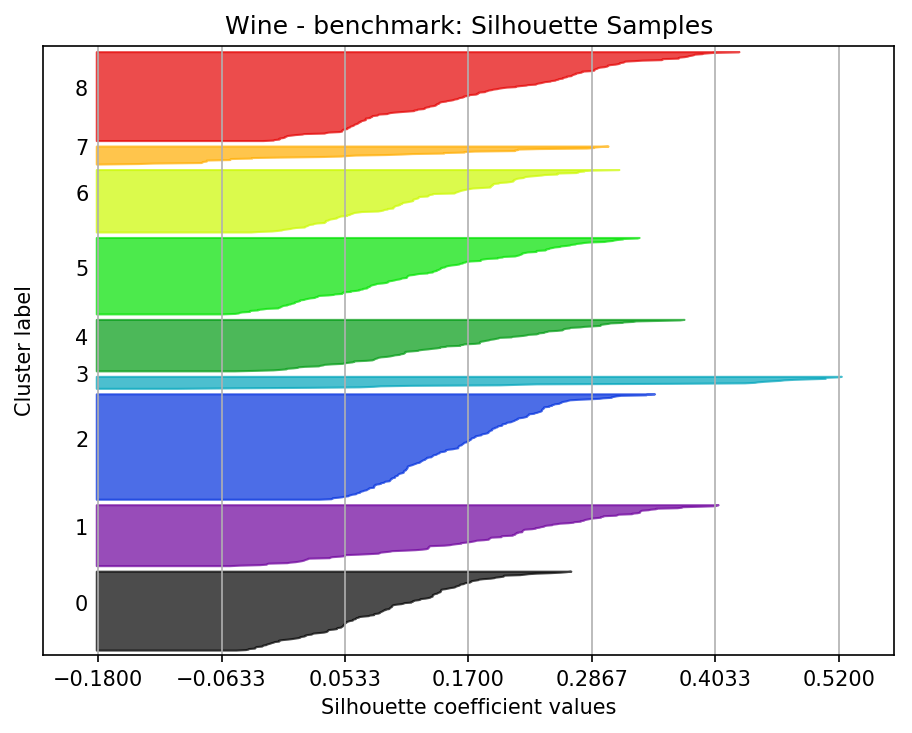 Wine - benchmark: Silhouette Samples
8
7
6
5
4
3
2
1
0
Cluster label
−0.1800 −0.0633 0.0533 0.1700 0.2867 0.4033 0.5200
Silhouette coefficient values